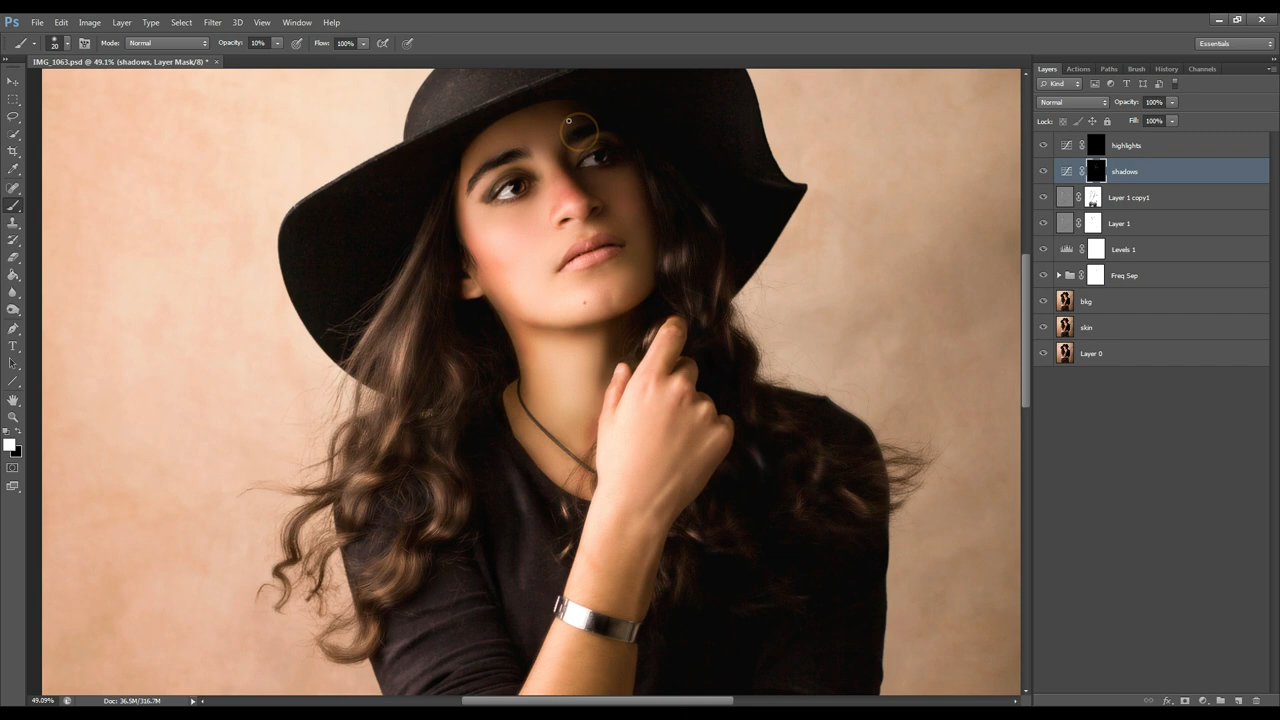 Ps File Edit Image Layer Type Select Filter 3D View Window Help
20 Mode: Normal Opacity: 10% Flow: 100% Essentials
IMG_1063.psd @ 49.1% (shadows, Layer Mask/8) * ×
Layers Actions Paths Brush History Channels
Kind
Normal Opacity: 100%
Lock: Fill: 100%
highlights
shadows
Layer 1 copy1
Layer 1
Levels 1
Freq Sep
bkg
skin
Layer 0
49.09% Doc: 36.5M/316.7M
fx